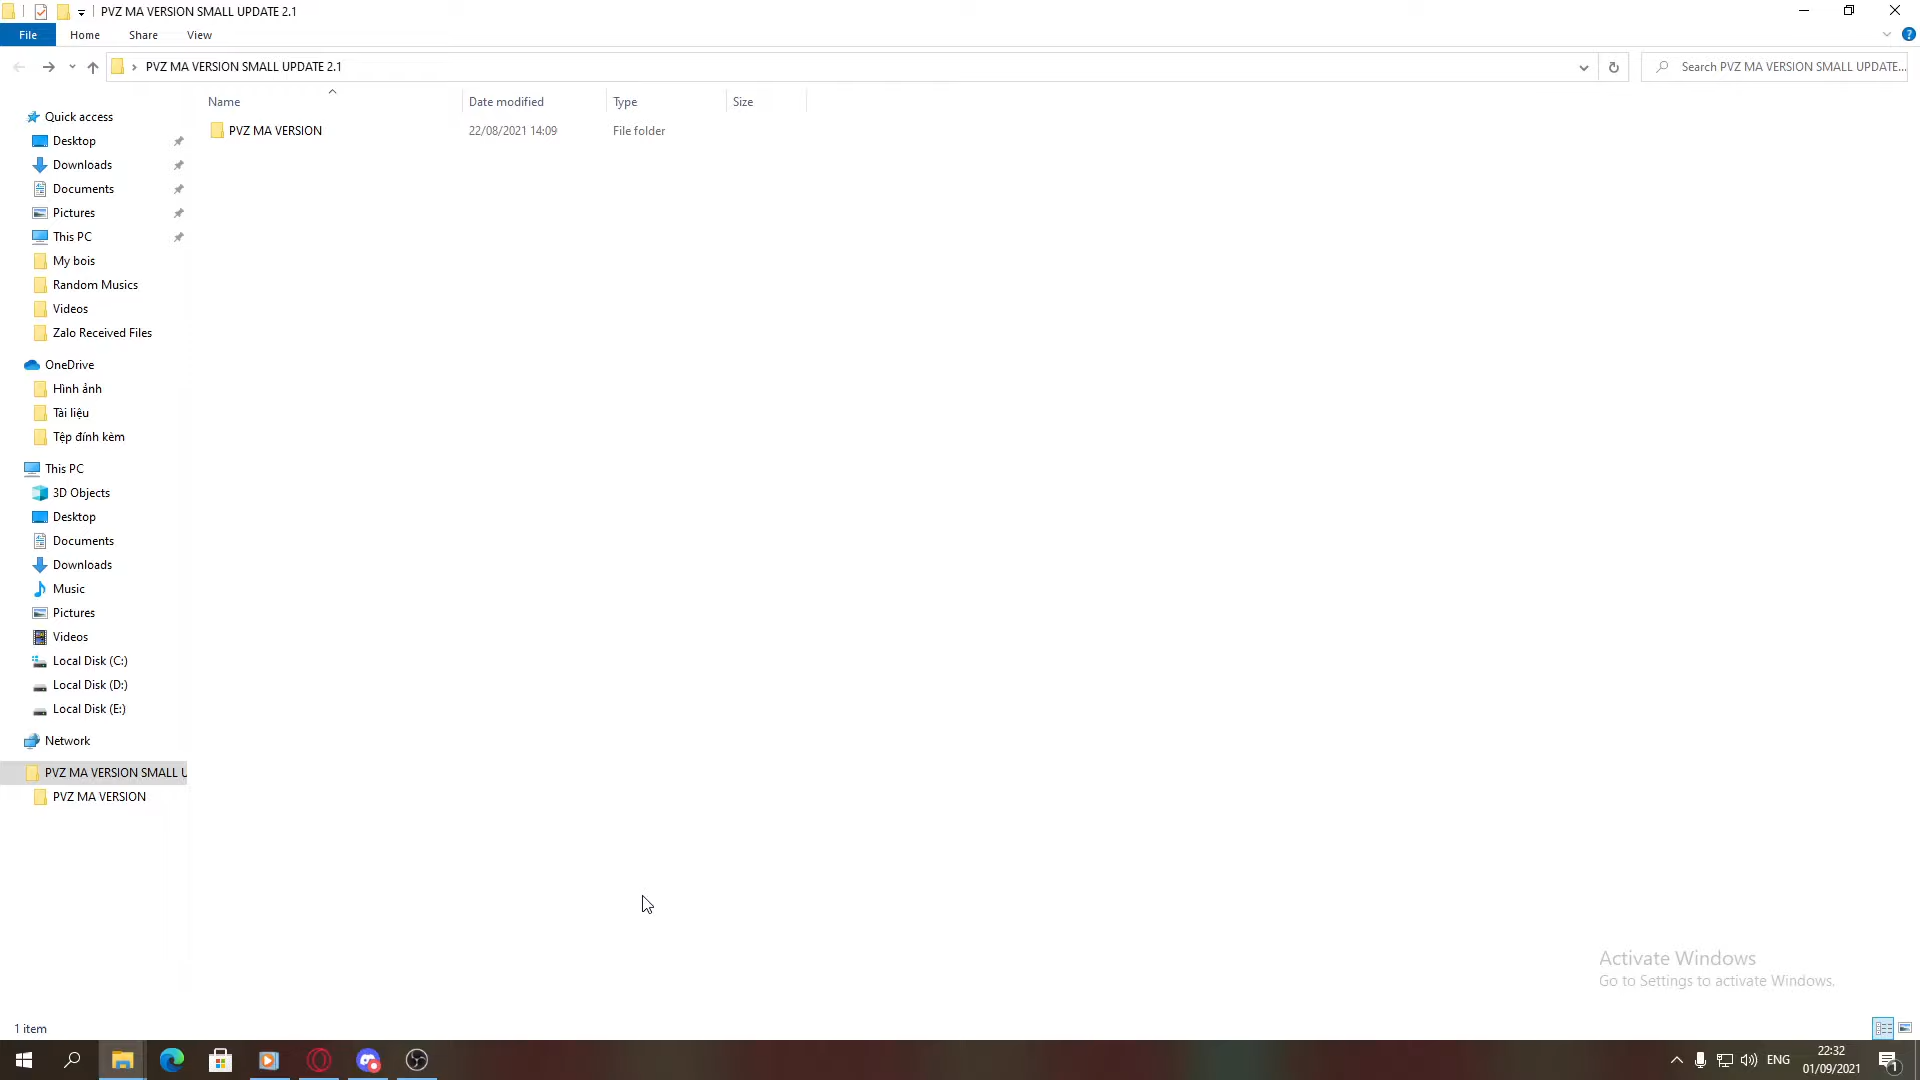 PVZ MA VERSION SMALL UPDATE 2.1
File Home Share View
PVZ MA VERSION SMALL UPDATE 2.1
Search PVZ MA VERSION SMALL UPDATE...
Name Date modified Type Size
PVZ MA VERSION 22/08/2021 14:09 File folder
Quick access
Desktop
Downloads
Documents
Pictures
This PC
My bois
Random Musics
Videos
Zalo Received Files
OneDrive
Hình ảnh
Tài liệu
Tệp đính kèm
This PC
3D Objects
Desktop
Documents
Downloads
Music
Pictures
Videos
Local Disk (C:)
Local Disk (D:)
Local Disk (E:)
Network
PVZ MA VERSION SMALL U
PVZ MA VERSION
Activate Windows
Go to Settings to activate Windows.
1 item
ENG
22:32
01/09/2021
1